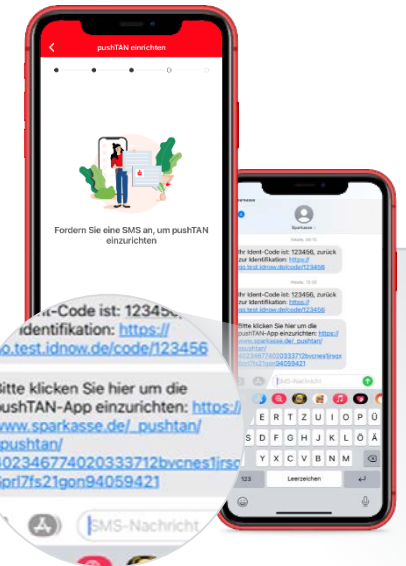 pushTAN einrichten
Fordern Sie eine SMS an, um pushTAN
einzurichten
Sparkasse
Ihr Ident-Code ist: 123456, zurück
zur Identifikation: https://
go.test.idnow.de/code/123456
Ihr Ident-Code ist: 123456, zurück
zur Identifikation: https://
go.test.idnow.de/code/123456
Bitte klicken Sie hier um die
pushTAN-App einzurichten: https://
www.sparkasse.de/_pushtan/
pushtan/
SMS-Nachricht
E R T Z U I O P Ü
S D F G H J K L Ö Ä
Y X C V B N M
123 Leerzeichen
t-Code ist: 123456,
Identifikation: https://
go.test.idnow.de/code/123456
Bitte klicken Sie hier um die
pushTAN-App einzurichten: https:/
www.sparkasse.de/_pushtan/
pushtan/
402346774020333712bvcnes1jrsg
6prl7fs21gon94059421
SMS-Nachricht